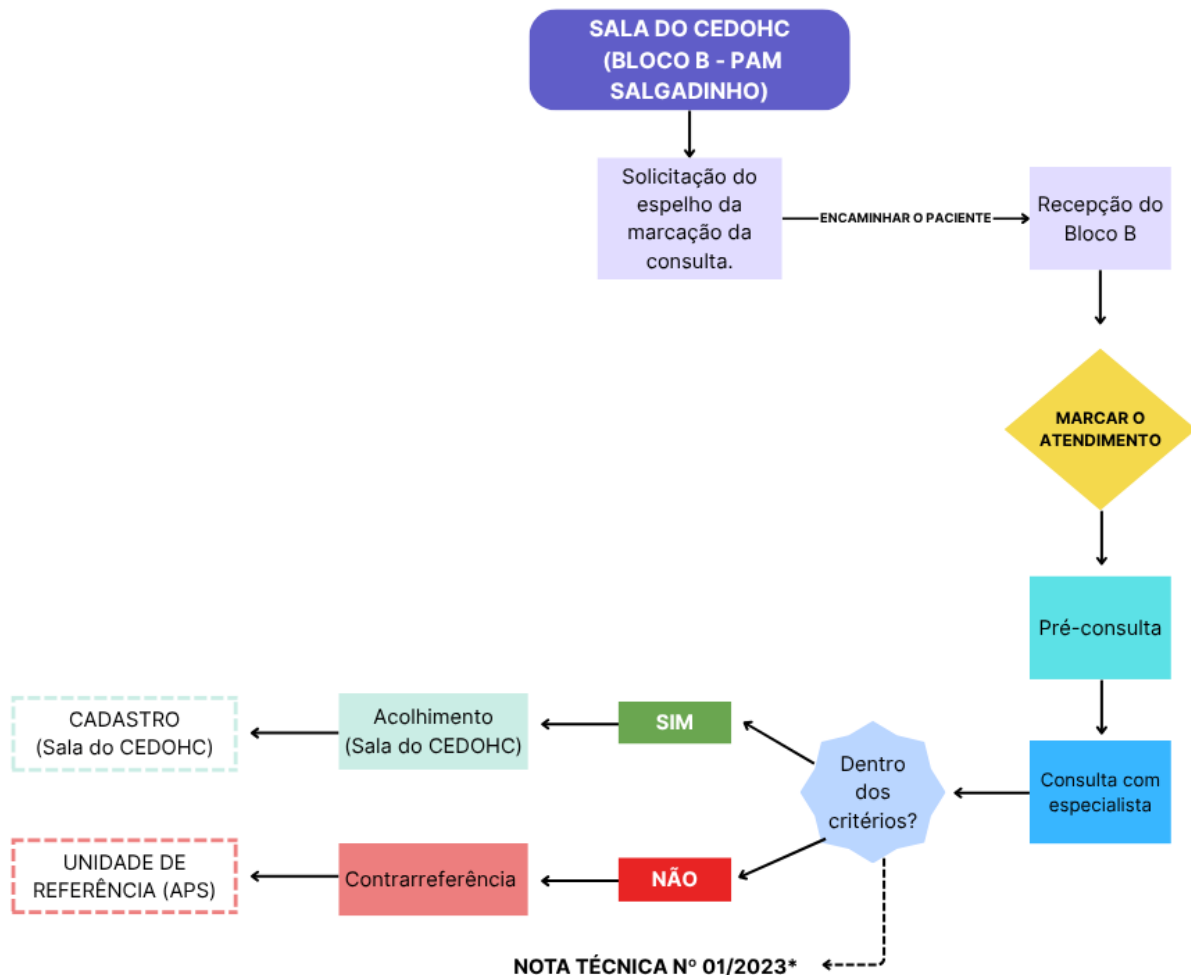 SALA DO CEDOHC
(BLOCO B - PAM
SALGADINHO)
Solicitação do
espelho da
marcação da
consulta.
ENCAMINHAR O PACIENTE
Recepção do
Bloco B
MARCAR O
ATENDIMENTO
Pré-consulta
Consulta com
especialista
Dentro
dos
critérios?
SIM
Acolhimento
(Sala do CEDOHC)
CADASTRO
(Sala do CEDOHC)
NÃO
Contrarreferência
UNIDADE DE
REFERÊNCIA (APS)
NOTA TÉCNICA Nº 01/2023*